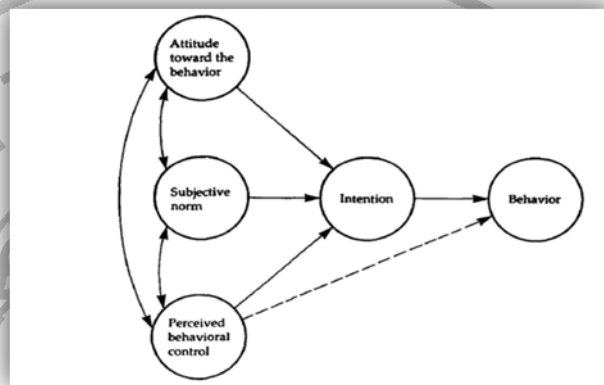 Attitude
toward the
behavior
Subjective
norm
Intention
Behavior
Perceived
behavioral
control